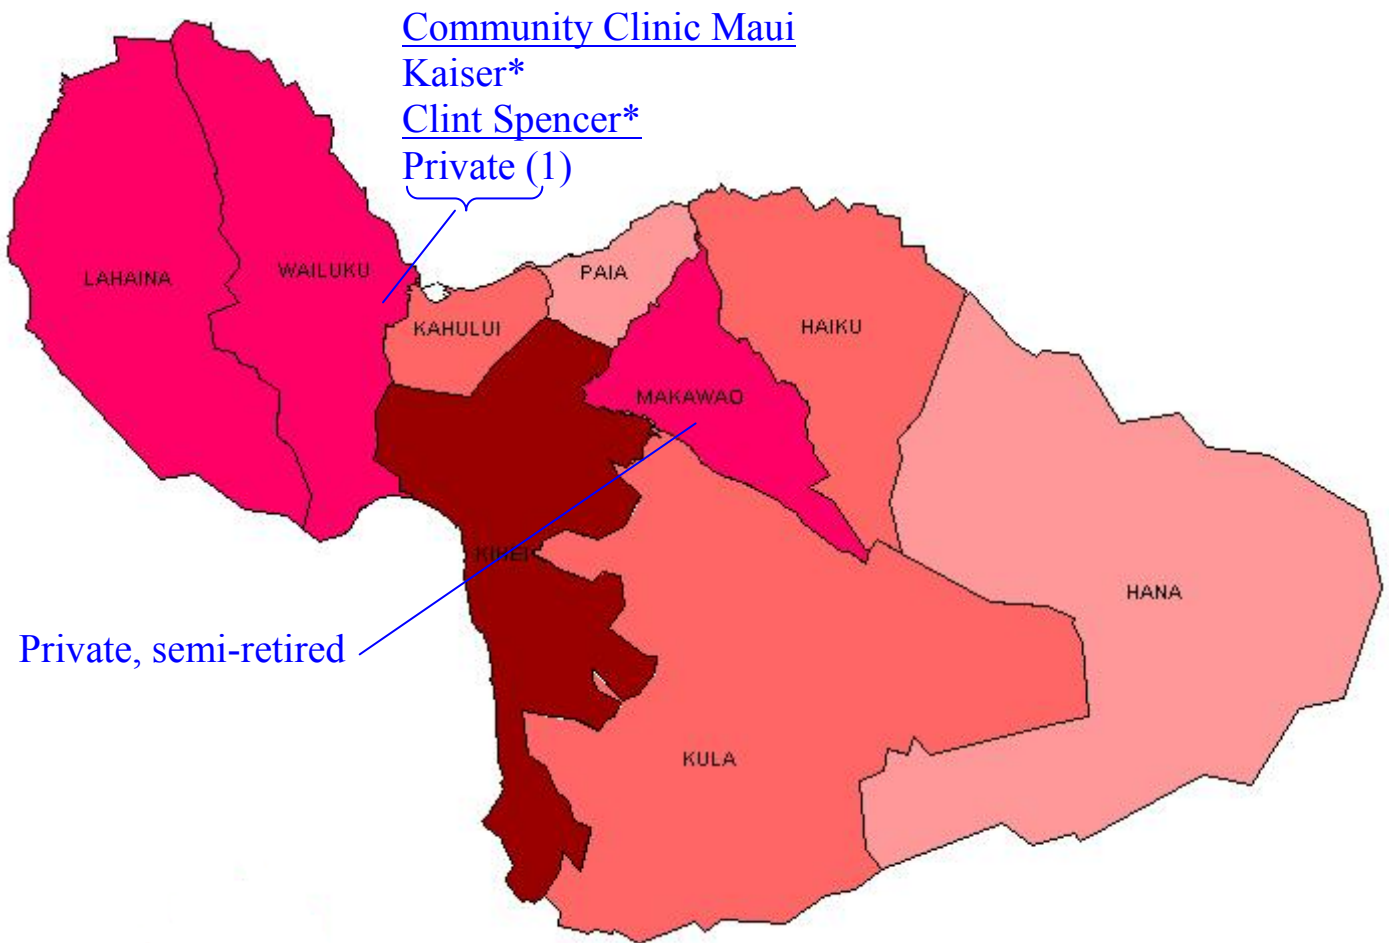 Community Clinic Maui
Kaiser*
Clint Spencer*
Private (1)
PAIA
WAILUKU
LAHAINA
KAHULUI
HAIKU
MAKAWAO
KIHEI
HANA
Private, semi-retired
KULA